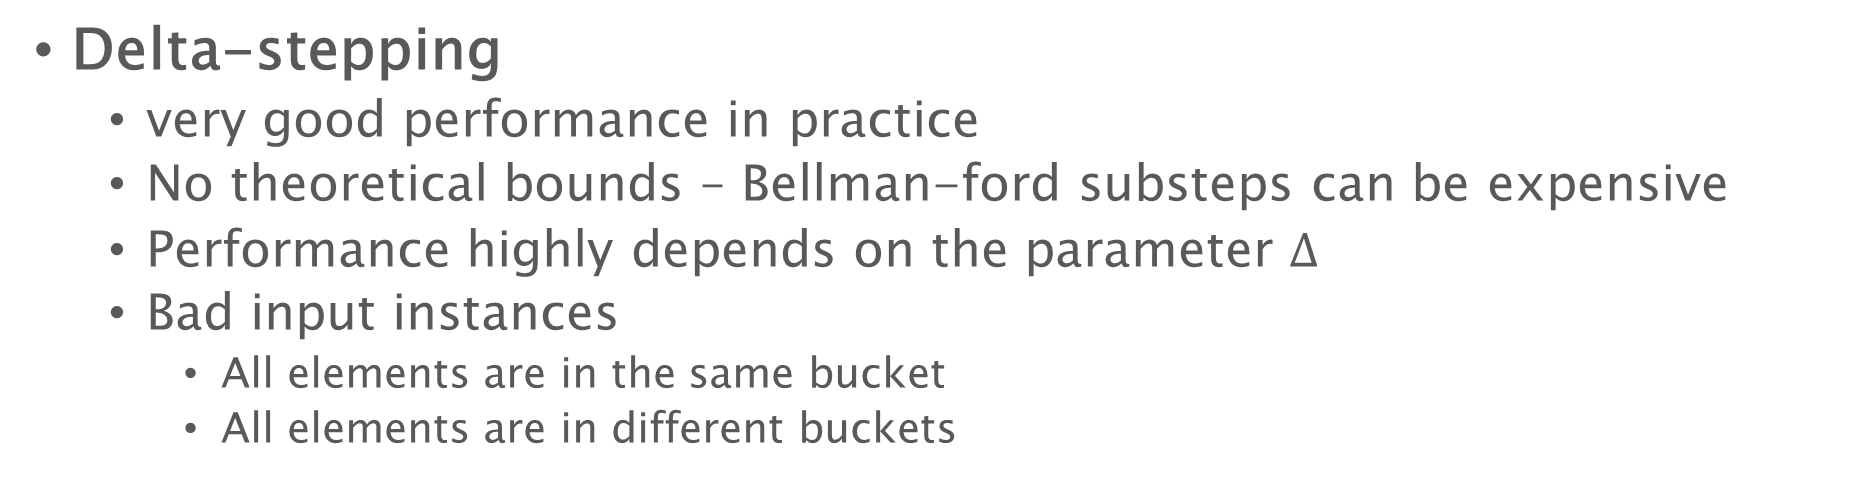 • Delta-stepping
• very good performance in practice
• No theoretical bounds – Bellman-ford substeps can be expensive
• Performance highly depends on the parameter Δ
• Bad input instances
• All elements are in the same bucket
• All elements are in different buckets